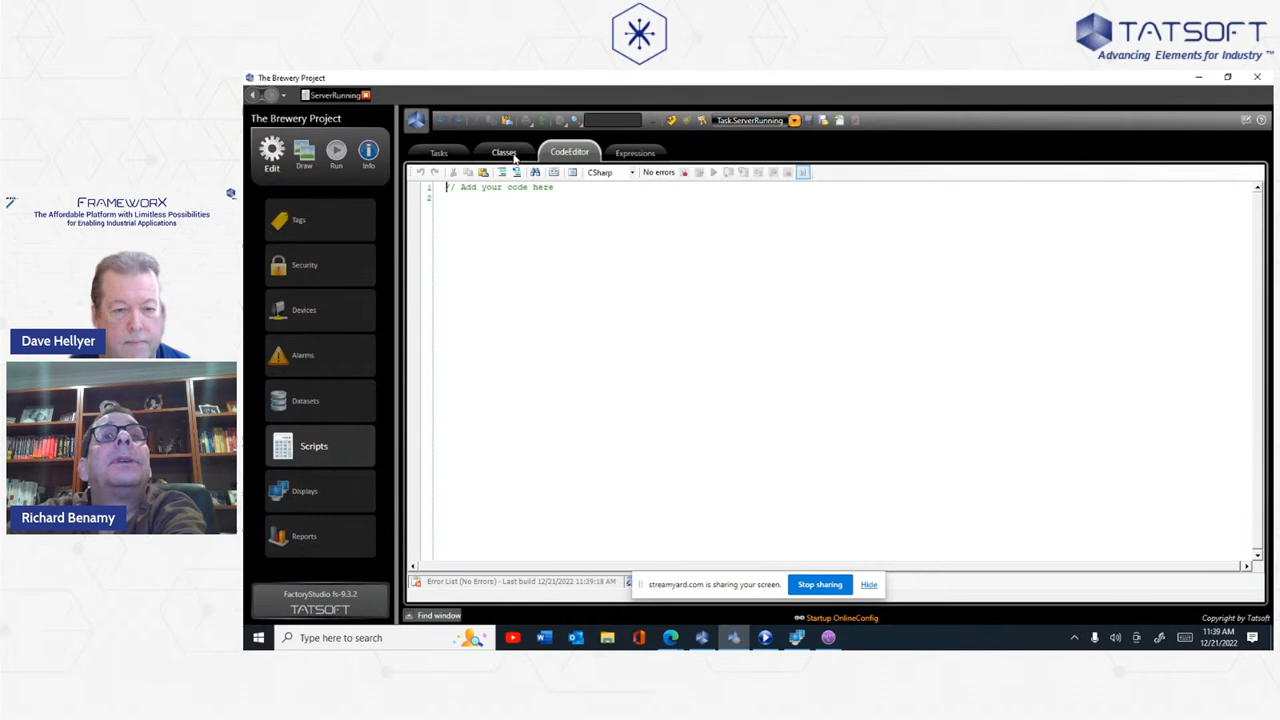 TATSOFT
Advancing Elements for Industry ™
The Brewery Project
ServerRunning
The Brewery Project
Edit
Draw
Run
Info
Task.ServerRunning
Tasks
Classes
CodeEditor
Expressions
CSharp
No errors
1
// Add your code here
2
Tags
Security
Devices
Alarms
Datasets
Scripts
Displays
Reports
FactoryStudio fs-9.3.2
TATSOFT
FRAMEWORX
The Affordable Platform with Limitless Possibilities
for Enabling Industrial Applications
Dave Hellyer
Richard Benamy
Error List (No Errors) - Last build 12/21/2022 11:39:18 AM
streamyard.com is sharing your screen.
Stop sharing
Hide
Find window
Startup OnlineConfig
Copyright by Tatsoft
Type here to search
11:39 AM
12/21/2022